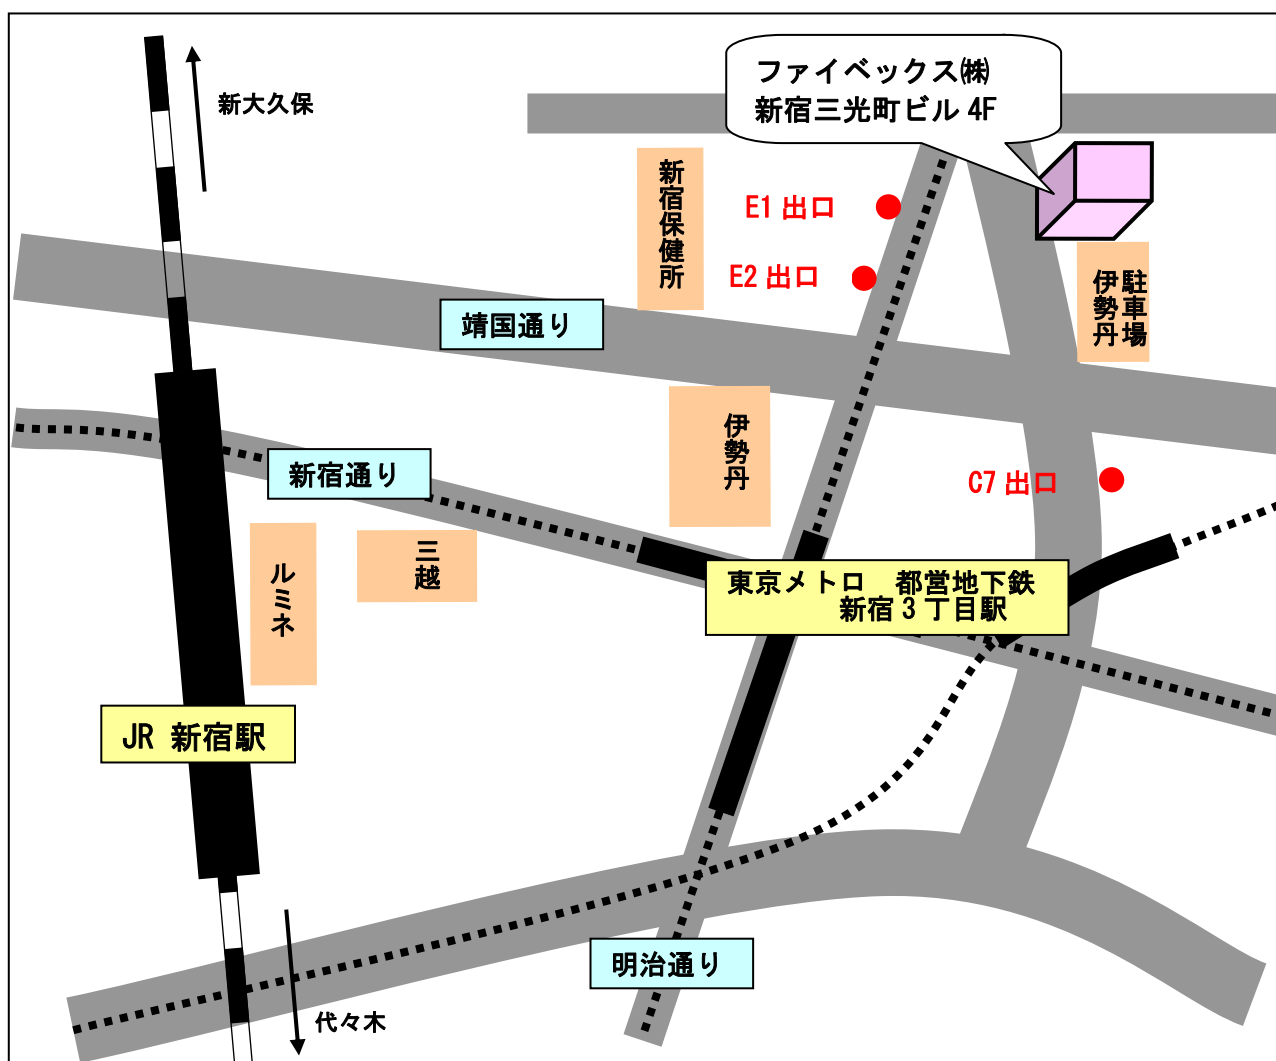 新大久保
ファイベックス㈱
新宿三光町ビル 4F
新宿保健所
E1 出口
E2 出口
駐車場
伊勢丹
靖国通り
伊勢丹
新宿通り
C7 出口
三越
ルミネ
東京メトロ　都営地下鉄
新宿 3 丁目駅
JR 新宿駅
明治通り
代々木